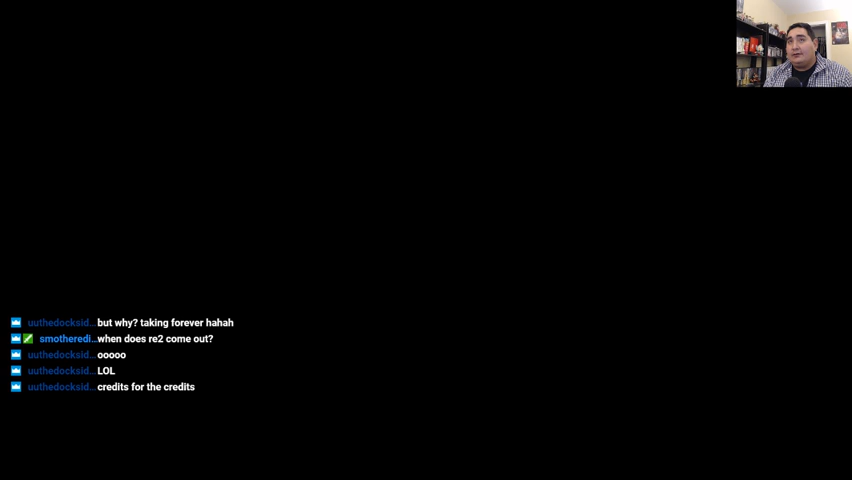 uuthedocksid... but why? taking forever hahah
smotheredi... when does re2 come out?
uuthedocksid... ooooo
uuthedocksid... LOL
uuthedocksid... credits for the credits